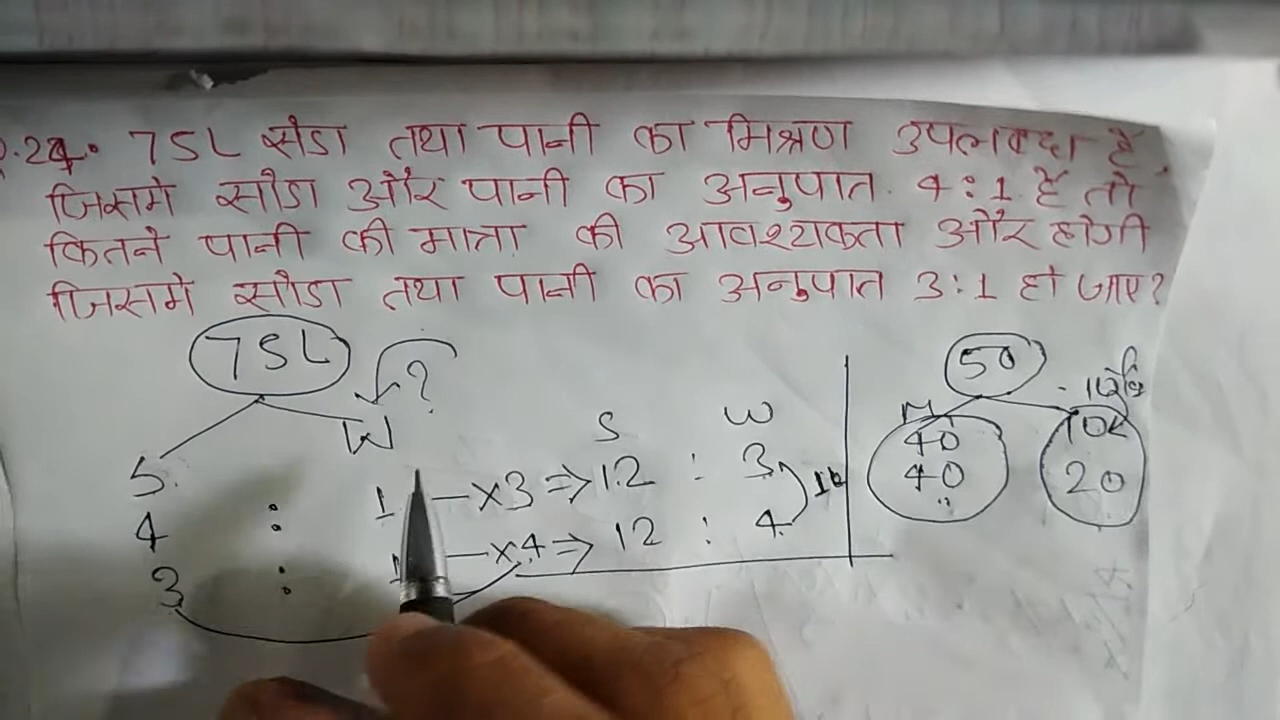 Q.24. 75L सोडा तथा पानी का मिश्रण उपलब्ध है,
जिसमे सोडा और पानी का अनुपात 4:1 है तो
कितने पानी की मात्रा की आवश्यकता और होगी
जिसमे सोडा तथा पानी का अनुपात 3:1 हो जाए?
75L
W ?
S
4 : 1 — ×3 ⇒ 12 : 3
3 : 1 — ×4 ⇒ 12 : 4
S W
50
M
40 10
40 20